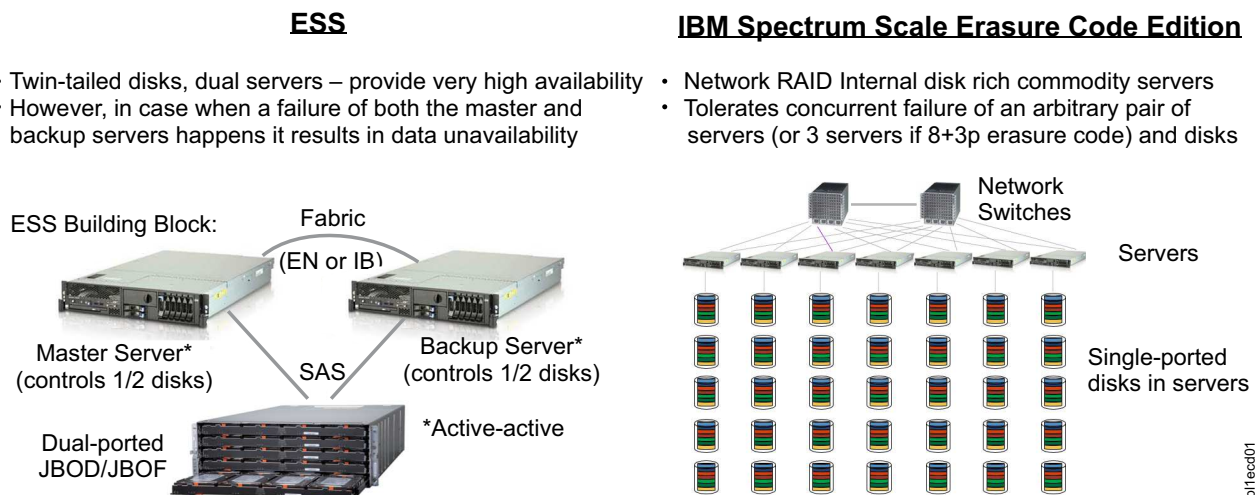 ESS
• Twin-tailed disks, dual servers – provide very high availability
• However, in case when a failure of both the master and
backup servers happens it results in data unavailability
ESS Building Block:
Fabric
(EN or IB)
Master Server*
(controls 1/2 disks)
SAS
Backup Server*
(controls 1/2 disks)
Dual-ported
JBOD/JBOF
*Active-active
IBM Spectrum Scale Erasure Code Edition
• Network RAID Internal disk rich commodity servers
• Tolerates concurrent failure of an arbitrary pair of
servers (or 3 servers if 8+3p erasure code) and disks
Network
Switches
Servers
Single-ported
disks in servers